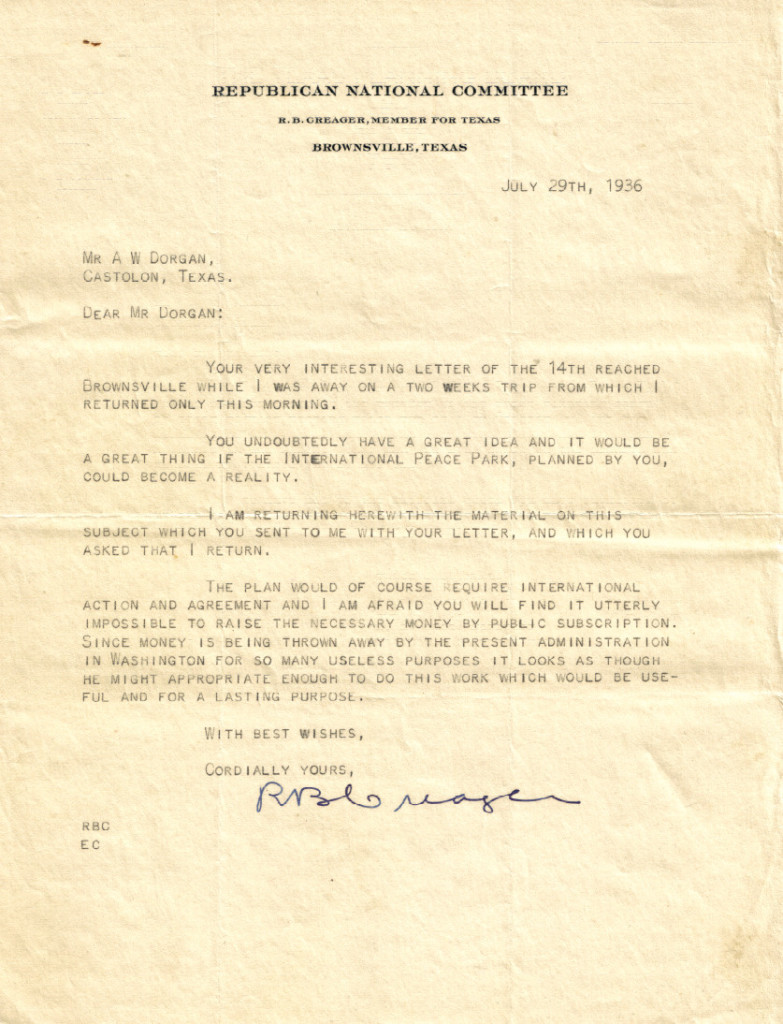 REPUBLICAN NATIONAL COMMITTEE
R. B. CREAGER, MEMBER FOR TEXAS
BROWNSVILLE, TEXAS
JULY 29TH, 1936
MR A W DORGAN,
CASTOLON, TEXAS.
DEAR MR DORGAN:
YOUR VERY INTERESTING LETTER OF THE 14TH REACHED
BROWNSVILLE WHILE I WAS AWAY ON A TWO WEEKS TRIP FROM WHICH I
RETURNED ONLY THIS MORNING.
YOU UNDOUBTEDLY HAVE A GREAT IDEA AND IT WOULD BE
A GREAT THING IF THE INTERNATIONAL PEACE PARK, PLANNED BY YOU,
COULD BECOME A REALITY.
I AM RETURNING HEREWITH THE MATERIAL ON THIS
SUBJECT WHICH YOU SENT TO ME WITH YOUR LETTER, AND WHICH YOU
ASKED THAT I RETURN.
THE PLAN WOULD OF COURSE REQUIRE INTERNATIONAL
ACTION AND AGREEMENT AND I AM AFRAID YOU WILL FIND IT UTTERLY
IMPOSSIBLE TO RAISE THE NECESSARY MONEY BY PUBLIC SUBSCRIPTION.
SINCE MONEY IS BEING THROWN AWAY BY THE PRESENT ADMINISTRATION
IN WASHINGTON FOR SO MANY USELESS PURPOSES IT LOOKS AS THOUGH
HE MIGHT APPROPRIATE ENOUGH TO DO THIS WORK WHICH WOULD BE USE-
FUL AND FOR A LASTING PURPOSE.
WITH BEST WISHES,
CORDIALLY YOURS,
RBCreager
RBC
EC